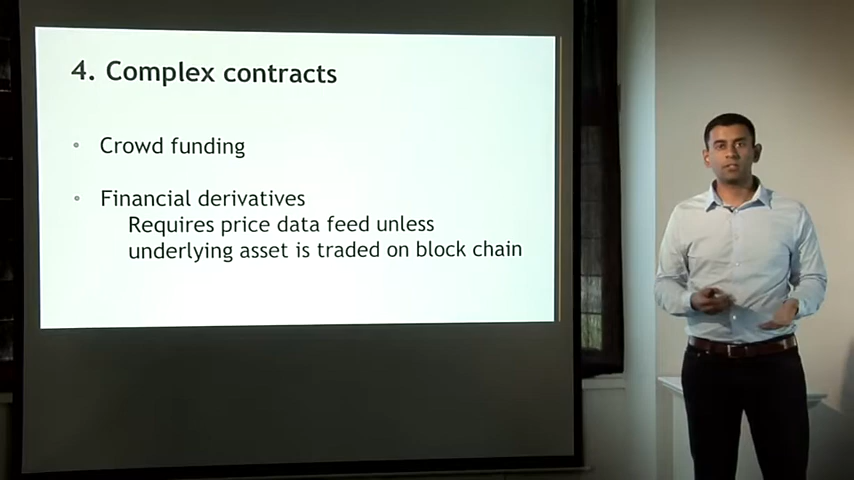 4. Complex contracts
• Crowd funding
• Financial derivatives
Requires price data feed unless
underlying asset is traded on block chain